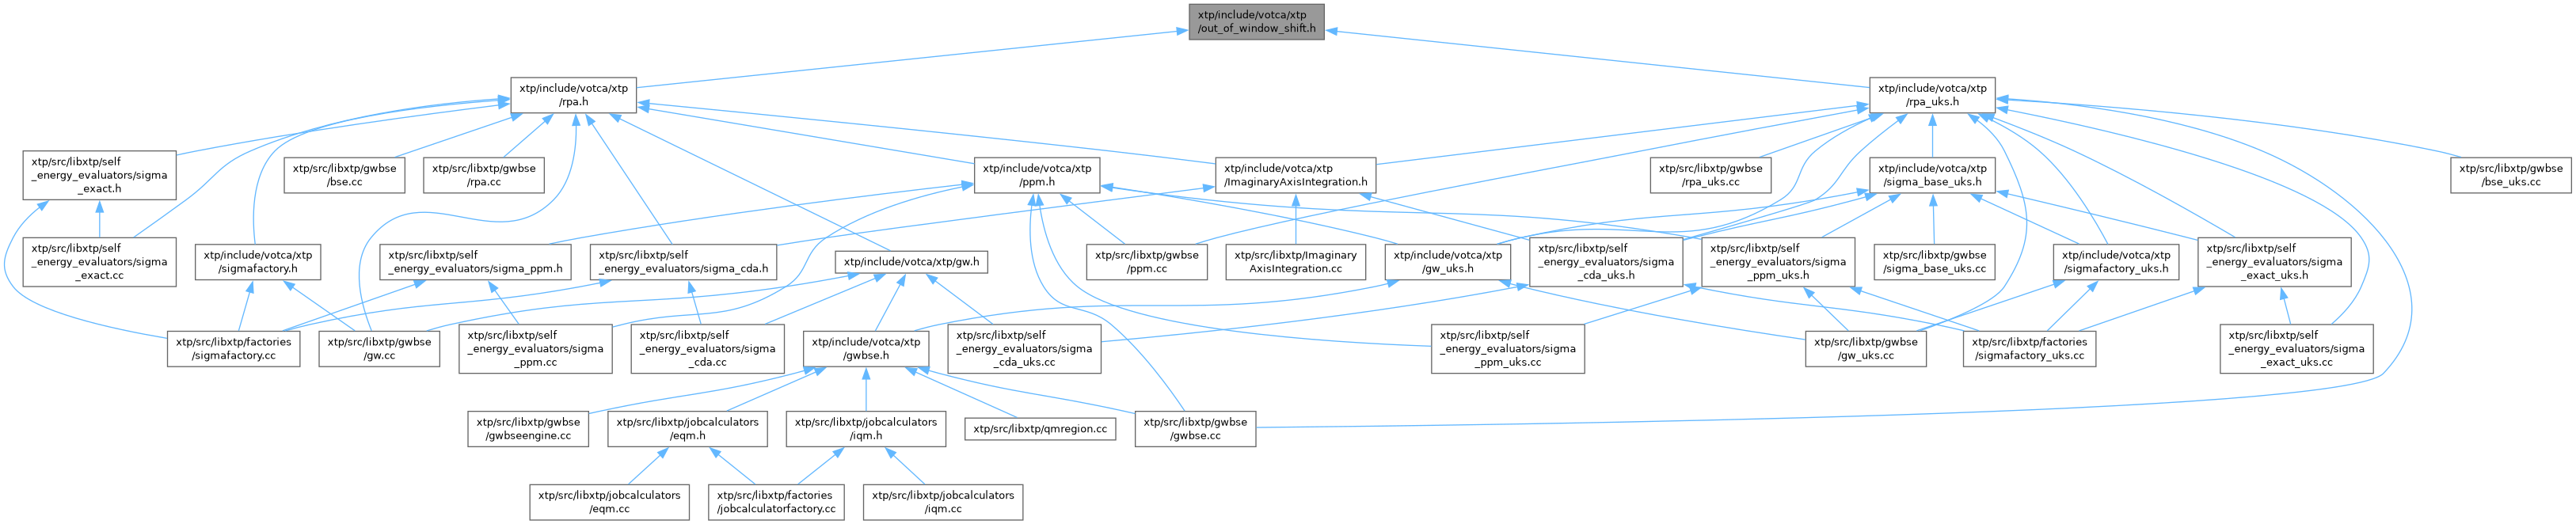 xtp/include/votca/xtp
/out_of_window_shift.h
xtp/include/votca/xtp
/rpa.h
xtp/include/votca/xtp
/rpa_uks.h
xtp/src/libxtp/self
_energy_evaluators/sigma
_exact.h
xtp/src/libxtp/gwbse
/bse.cc
xtp/src/libxtp/gwbse
/rpa.cc
xtp/include/votca/xtp
/ppm.h
xtp/include/votca/xtp
/ImaginaryAxisIntegration.h
xtp/src/libxtp/gwbse
/rpa_uks.cc
xtp/include/votca/xtp
/sigma_base_uks.h
xtp/src/libxtp/gwbse
/bse_uks.cc
xtp/src/libxtp/self
_energy_evaluators/sigma
_exact.cc
xtp/include/votca/xtp
/sigmafactory.h
xtp/src/libxtp/self
_energy_evaluators/sigma_ppm.h
xtp/src/libxtp/self
_energy_evaluators/sigma_cda.h
xtp/include/votca/xtp/gw.h
xtp/src/libxtp/gwbse
/ppm.cc
xtp/src/libxtp/Imaginary
AxisIntegration.cc
xtp/include/votca/xtp
/gw_uks.h
xtp/src/libxtp/self
_energy_evaluators/sigma
_cda_uks.h
xtp/src/libxtp/self
_energy_evaluators/sigma
_ppm_uks.h
xtp/src/libxtp/gwbse
/sigma_base_uks.cc
xtp/include/votca/xtp
/sigmafactory_uks.h
xtp/src/libxtp/self
_energy_evaluators/sigma
_exact_uks.h
xtp/src/libxtp/factories
/sigmafactory.cc
xtp/src/libxtp/gwbse
/gw.cc
xtp/src/libxtp/self
_energy_evaluators/sigma
_ppm.cc
xtp/src/libxtp/self
_energy_evaluators/sigma
_cda.cc
xtp/include/votca/xtp
/gwbse.h
xtp/src/libxtp/self
_energy_evaluators/sigma
_cda_uks.cc
xtp/src/libxtp/self
_energy_evaluators/sigma
_ppm_uks.cc
xtp/src/libxtp/gwbse
/gw_uks.cc
xtp/src/libxtp/factories
/sigmafactory_uks.cc
xtp/src/libxtp/self
_energy_evaluators/sigma
_exact_uks.cc
xtp/src/libxtp/gwbse
/gwbseengine.cc
xtp/src/libxtp/jobcalculators
/eqm.h
xtp/src/libxtp/jobcalculators
/iqm.h
xtp/src/libxtp/qmregion.cc
xtp/src/libxtp/gwbse
/gwbse.cc
xtp/src/libxtp/jobcalculators
/eqm.cc
xtp/src/libxtp/factories
/jobcalculatorfactory.cc
xtp/src/libxtp/jobcalculators
/iqm.cc